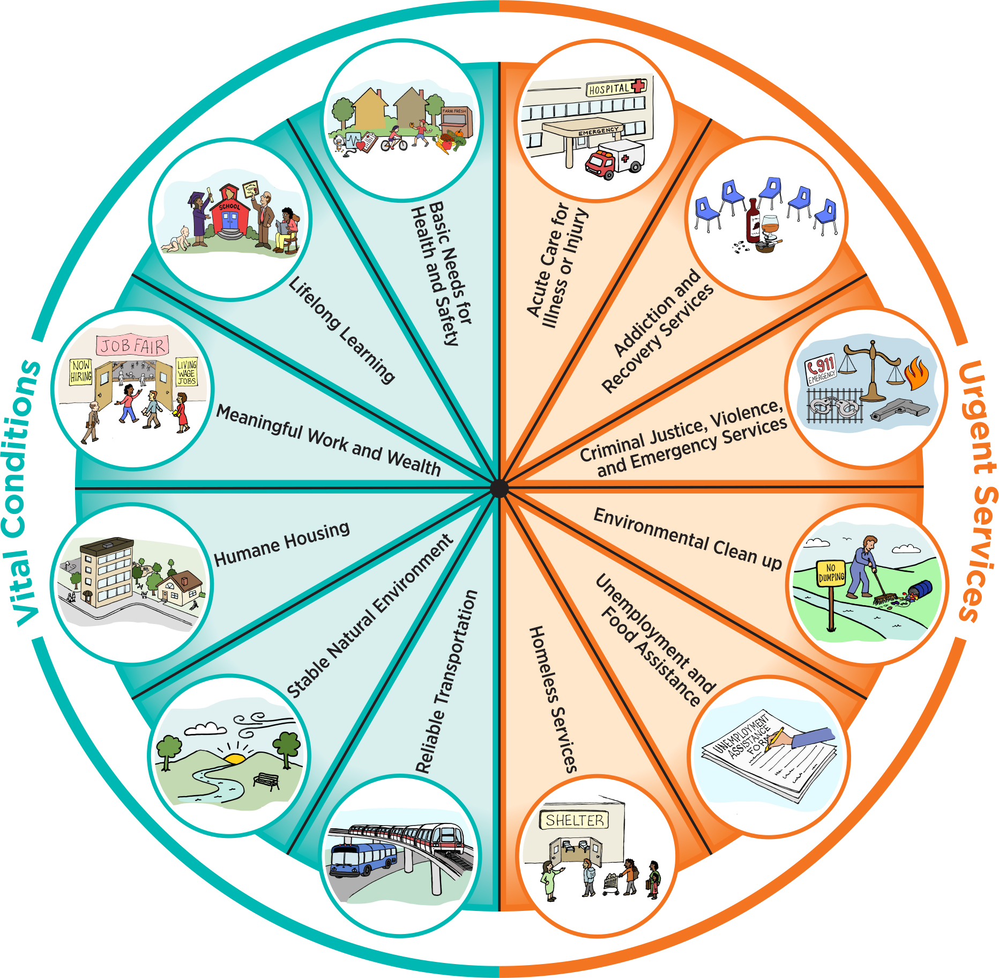 Vital Conditions
Basic Needs for
Health and Safety
FARM FRESH
Lifelong Learning
SCHOOL
Meaningful Work and Wealth
JOB FAIR
NOW
HIRING
LIVING
WAGE
JOBS
Humane Housing
Stable Natural Environment
Reliable Transportation
Urgent Services
Acute Care for
Illness or Injury
HOSPITAL
EMERGENCY
Addiction and
Recovery Services
Criminal Justice, Violence,
and Emergency Services
911
EMERGENCY
Environmental Clean up
NO
DUMPING
Unemployment and
Food Assistance
UNEMPLOYMENT
ASSISTANCE
FORM
Homeless Services
SHELTER